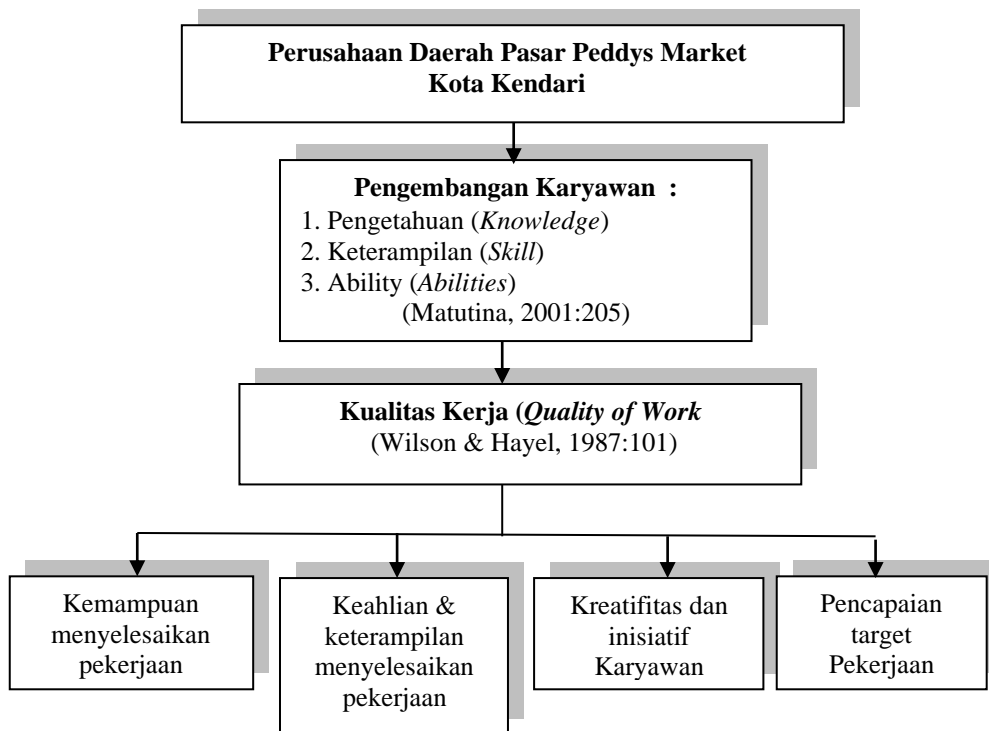 Perusahaan Daerah Pasar Peddys Market
Kota Kendari
Pengembangan Karyawan :
1. Pengetahuan (Knowledge)
2. Keterampilan (Skill)
3. Ability (Abilities)
(Matutina, 2001:205)
Kualitas Kerja (Quality of Work
(Wilson & Hayel, 1987:101)
Kemampuan
menyelesaikan
pekerjaan
Keahlian &
keterampilan
menyelesaikan
pekerjaan
Kreatifitas dan
inisiatif
Karyawan
Pencapaian
target
Pekerjaan